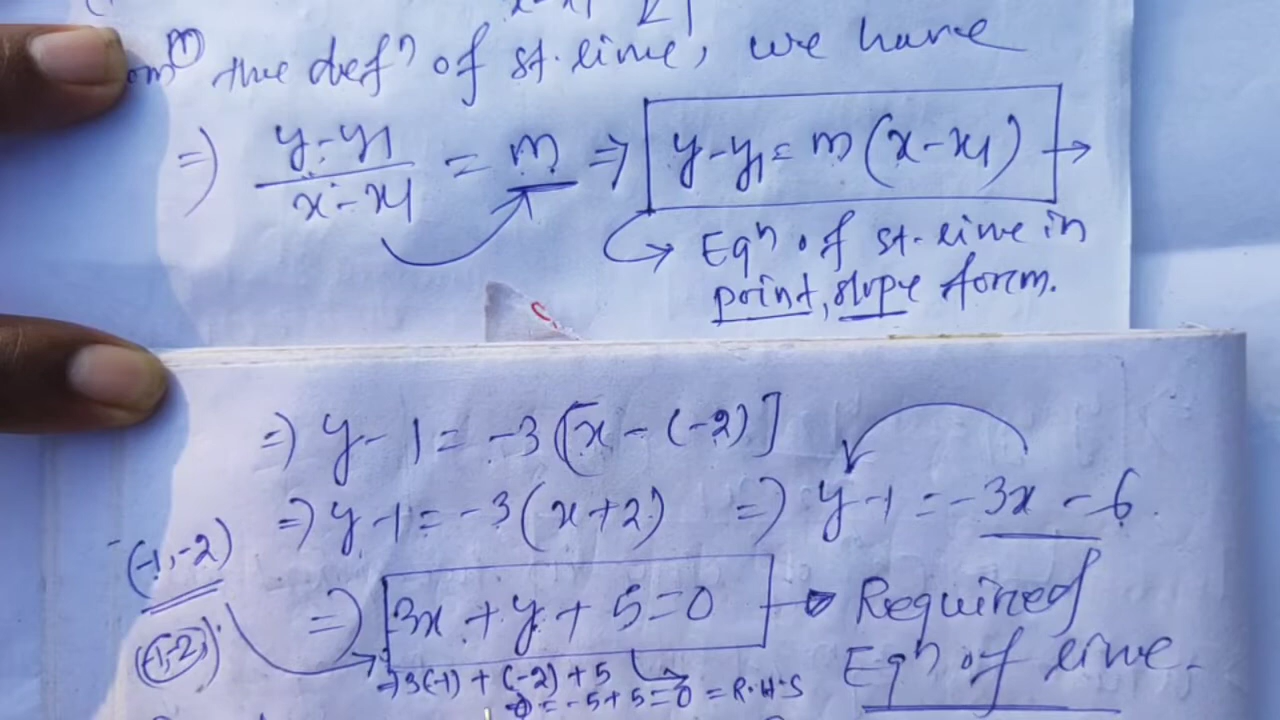 the defⁿ of st. line, we have
⇒ y-y1/x-x1 = m ⇒ y-y1 = m(x-x1) →
→ Eqⁿ of st. line in
point, slope form.
⇒ y-1 = -3[x-(-2)]
⇒ y-1 = -3(x+2) ⇒ y-1 = -3x-6
(-1,-2)
⇒ 3x+y+5=0 → Required
(-1,-2)
Eqⁿ of line.
⇒ 3(-1) + (-2) + 5
= -5+5=0 = R.H.S